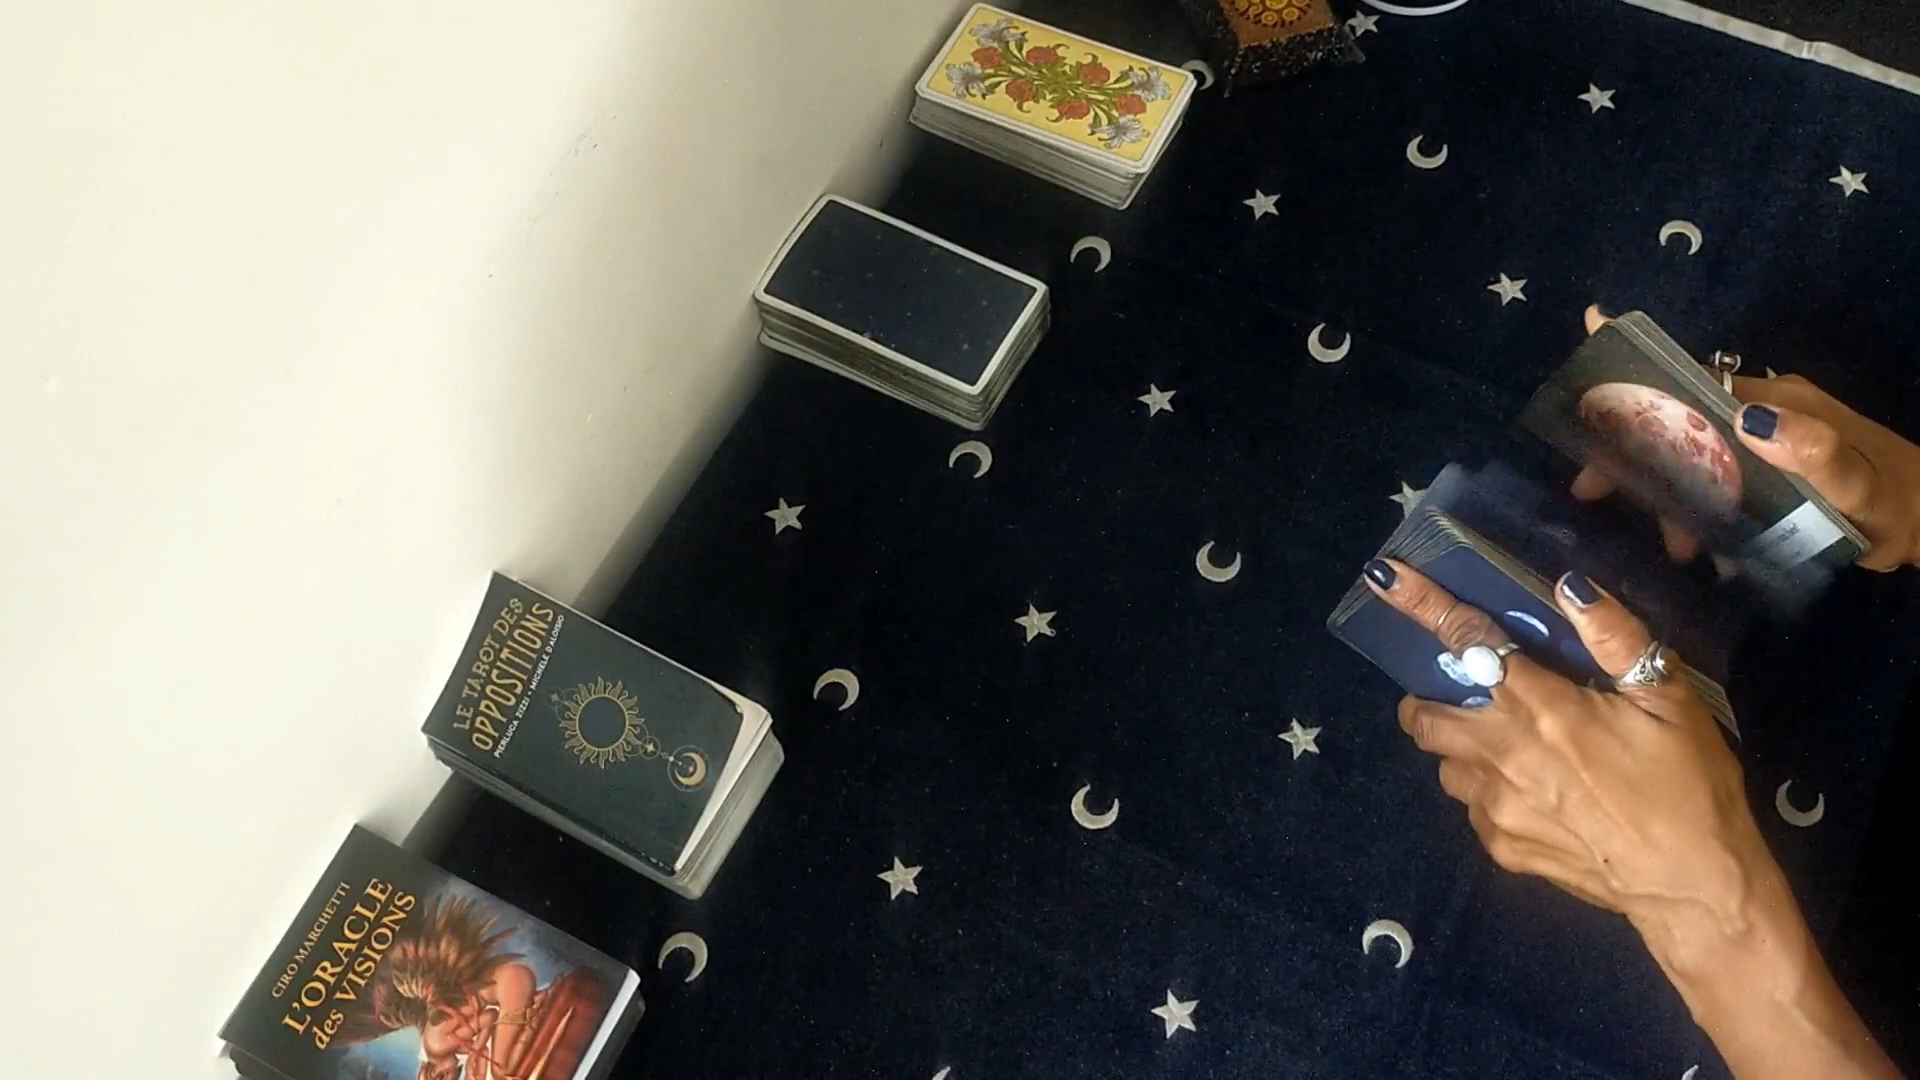 LE TAROT DES
OPPOSITIONS
PIERLUCA ZIZZI • MICHELE D'ALOISIO
CIRO MARCHETTI
L'ORACLE
des VISIONS